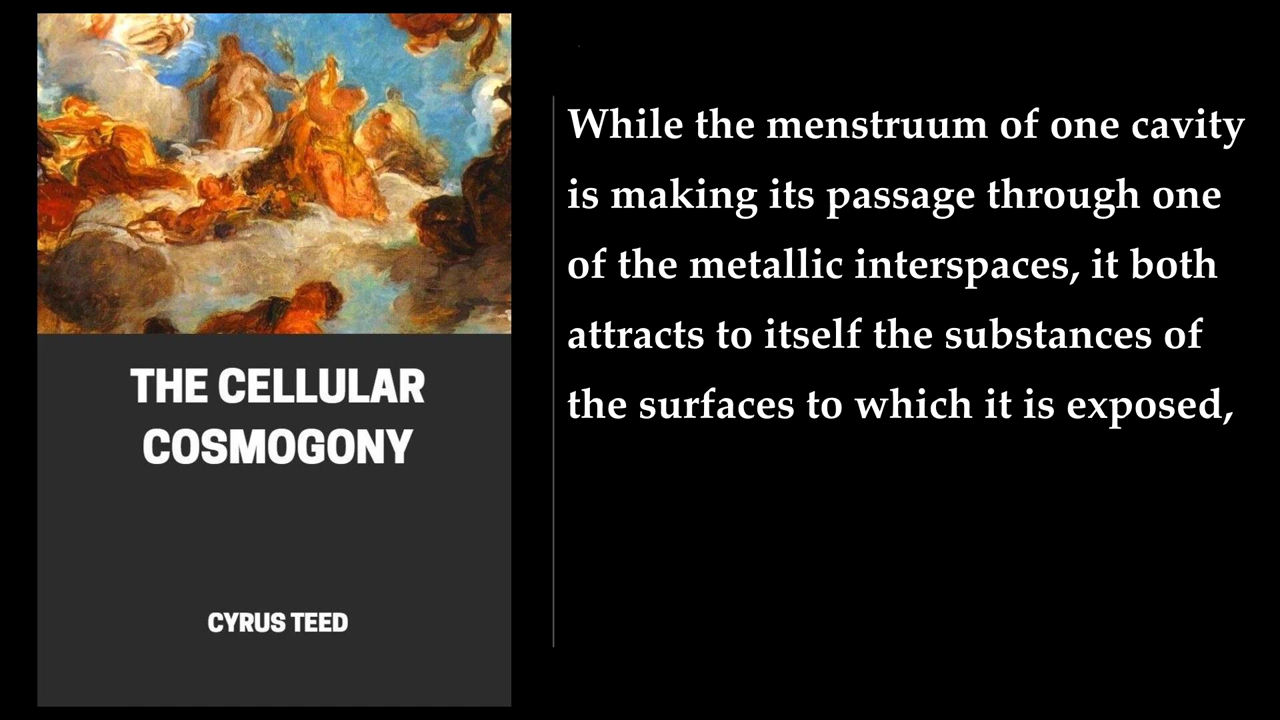 THE CELLULAR
COSMOGONY
CYRUS TEED
While the menstruum of one cavity
is making its passage through one
of the metallic interspaces, it both
attracts to itself the substances of
the surfaces to which it is exposed,